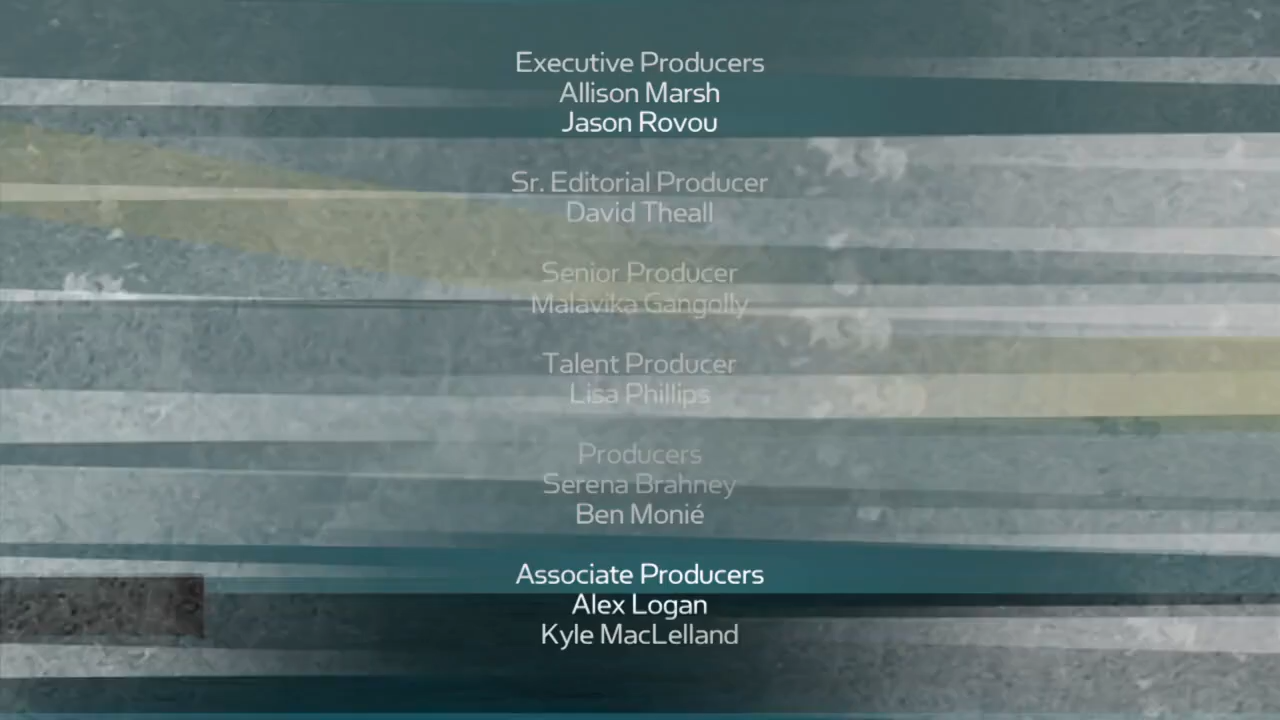 Executive Producers
Allison Marsh
Jason Rovou
Sr. Editorial Producer
David Theall
Senior Producer
Malavika Gangolly
Talent Producer
Lisa Phillips
Producers
Serena Brahney
Ben Monié
Associate Producers
Alex Logan
Kyle MacLelland